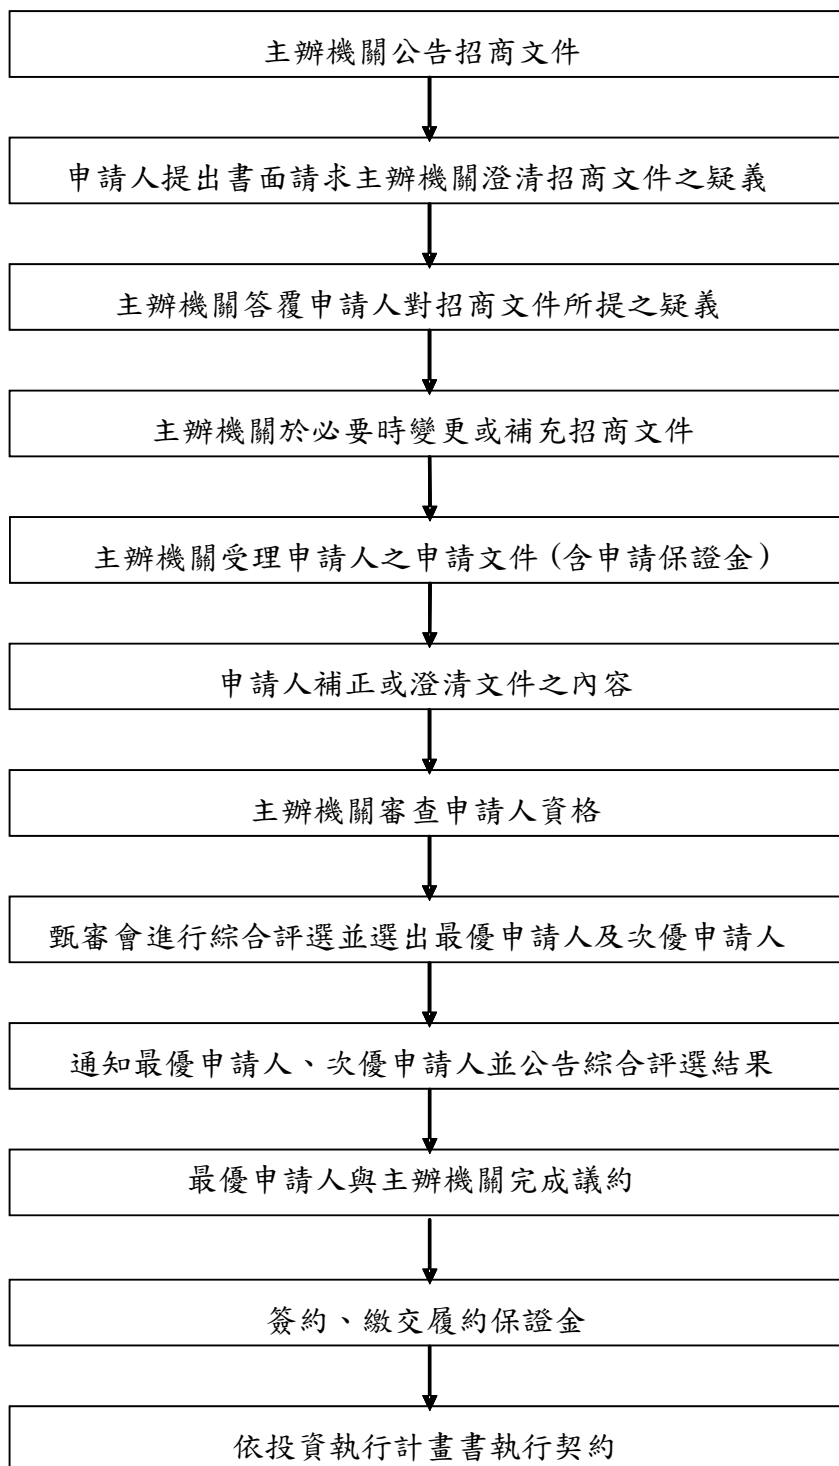 主辦機關公告招商文件
申請人提出書面請求主辦機關澄清招商文件之疑義
主辦機關答覆申請人對招商文件所提之疑義
主辦機關於必要時變更或補充招商文件
主辦機關受理申請人之申請文件(含申請保證金)
申請人補正或澄清文件之內容
主辦機關審查申請人資格
甄審會進行綜合評選並選出最優申請人及次優申請人
通知最優申請人、次優申請人並公告綜合評選結果
最優申請人與主辦機關完成議約
簽約、繳交履約保證金
依投資執行計畫書執行契約